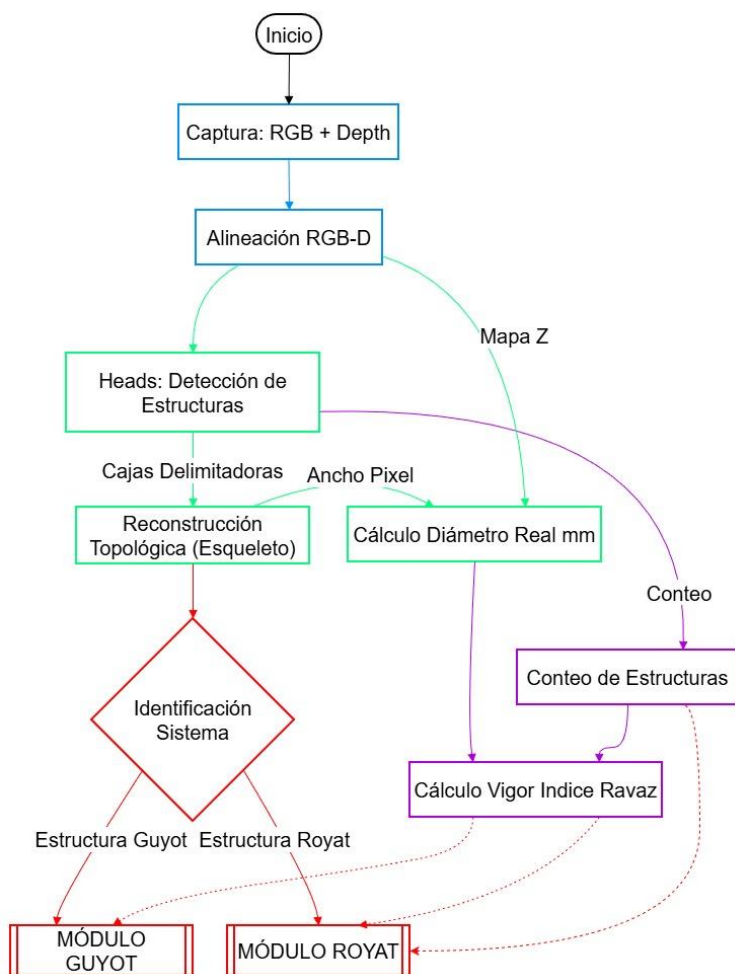 Inicio
Captura: RGB + Depth
Alineación RGB-D
Mapa Z
Heads: Detección de
Estructuras
Cajas Delimitadoras
Ancho Pixel
Reconstrucción
Topológica (Esqueleto)
Cálculo Diámetro Real mm
Conteo
Conteo de Estructuras
Identificación
Sistema
Cálculo Vigor Indice Ravaz
Estructura Guyot
Estructura Royat
MÓDULO
GUYOT
MÓDULO ROYAT